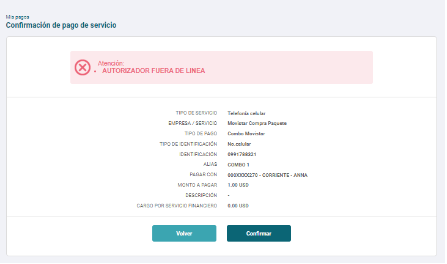 Mis pagos
Confirmación de pago de servicio
Atención:
• AUTORIZADOR FUERA DE LINEA
TIPO DE SERVICIO Telefonía celular
EMPRESA / SERVICIO Movistar Compra Paquete
TIPO DE PAGO Combo Movistar
TIPO DE IDENTIFICACIÓN No.celular
IDENTIFICACIÓN 0991788321
ALIAS COMBO 1
PAGAR CON 800XXXX270 - CORRIENTE - ANNA
MONTO A PAGAR 1.00 USD
DESCRIPCIÓN -
CARGO POR SERVICIO FINANCIERO 0.00 USD
Volver Confirmar